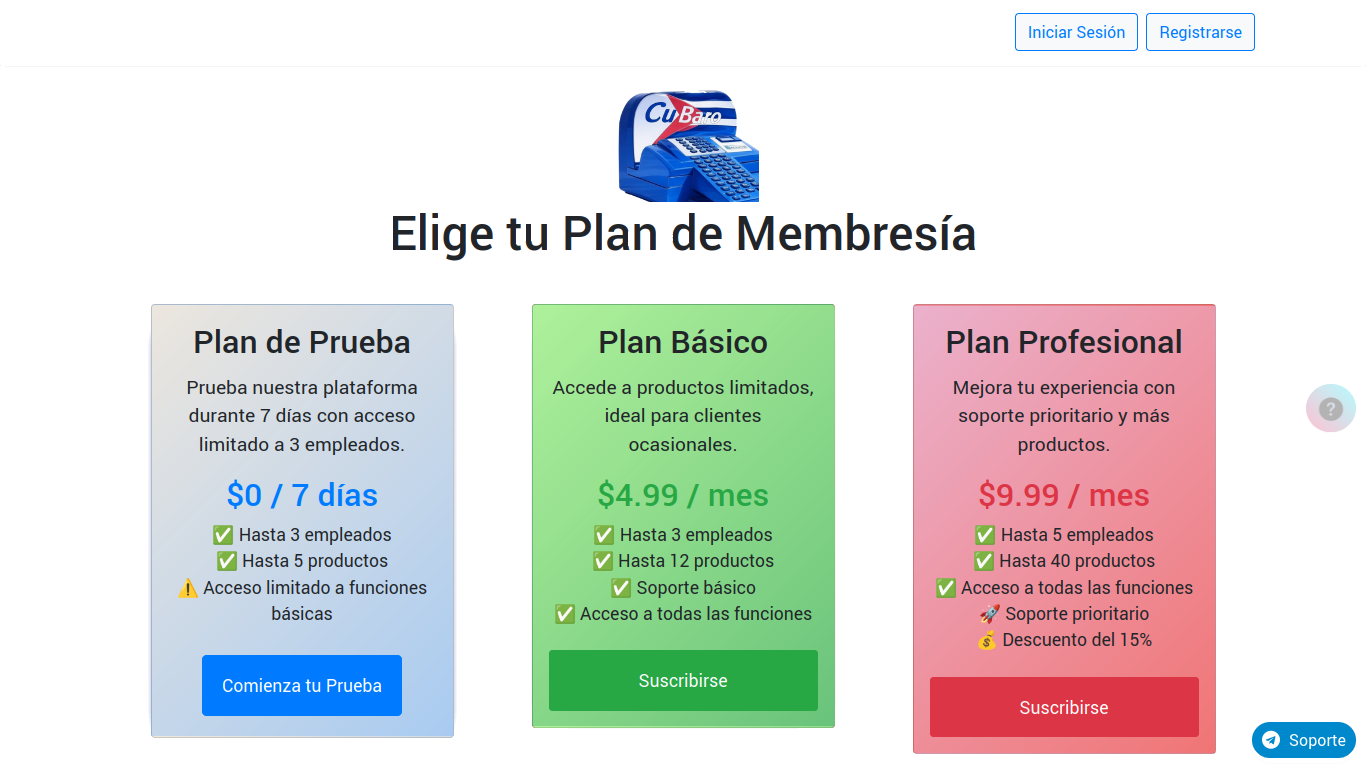 Iniciar Sesión
Registrarse
CuBaro
Elige tu Plan de Membresía
Plan de Prueba
Prueba nuestra plataforma
durante 7 días con acceso
limitado a 3 empleados.
$0 / 7 días
✅ Hasta 3 empleados
✅ Hasta 5 productos
⚠️ Acceso limitado a funciones
básicas
Comienza tu Prueba
Plan Básico
Accede a productos limitados,
ideal para clientes
ocasionales.
$4.99 / mes
✅ Hasta 3 empleados
✅ Hasta 12 productos
✅ Soporte básico
✅ Acceso a todas las funciones
Suscribirse
Plan Profesional
Mejora tu experiencia con
soporte prioritario y más
productos.
$9.99 / mes
✅ Hasta 5 empleados
✅ Hasta 40 productos
✅ Acceso a todas las funciones
🚀 Soporte prioritario
💰 Descuento del 15%
Suscribirse
?
Soporte